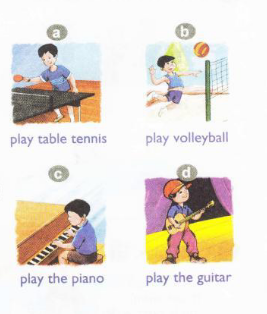 a
b
play table tennis
play volleyball
c
d
play the piano
play the guitar